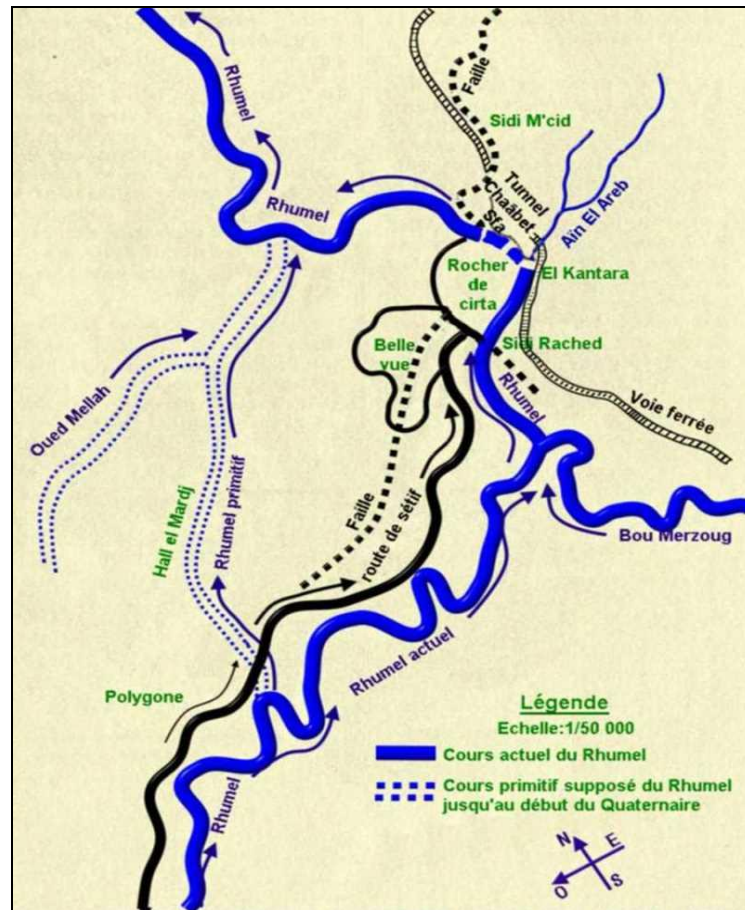 Rhumel
Rhumel
Faille
Sidi M'cid
Tunnel
Chaâbet
Sfa
Aïn El Areb
Rocher
de
cirta
El Kantara
Belle
vue
Sidi Rached
Rhumel
Voie ferrée
Oued Mellah
Hall el Mardj
Rhumel primitif
Faille
route de sétif
Bou Merzoug
Rhumel actuel
Polygone
Rhumel
Légende
Echelle:1/50 000
Cours actuel du Rhumel
Cours primitif supposé du Rhumel
jusqu'au début du Quaternaire
N
E
O
S